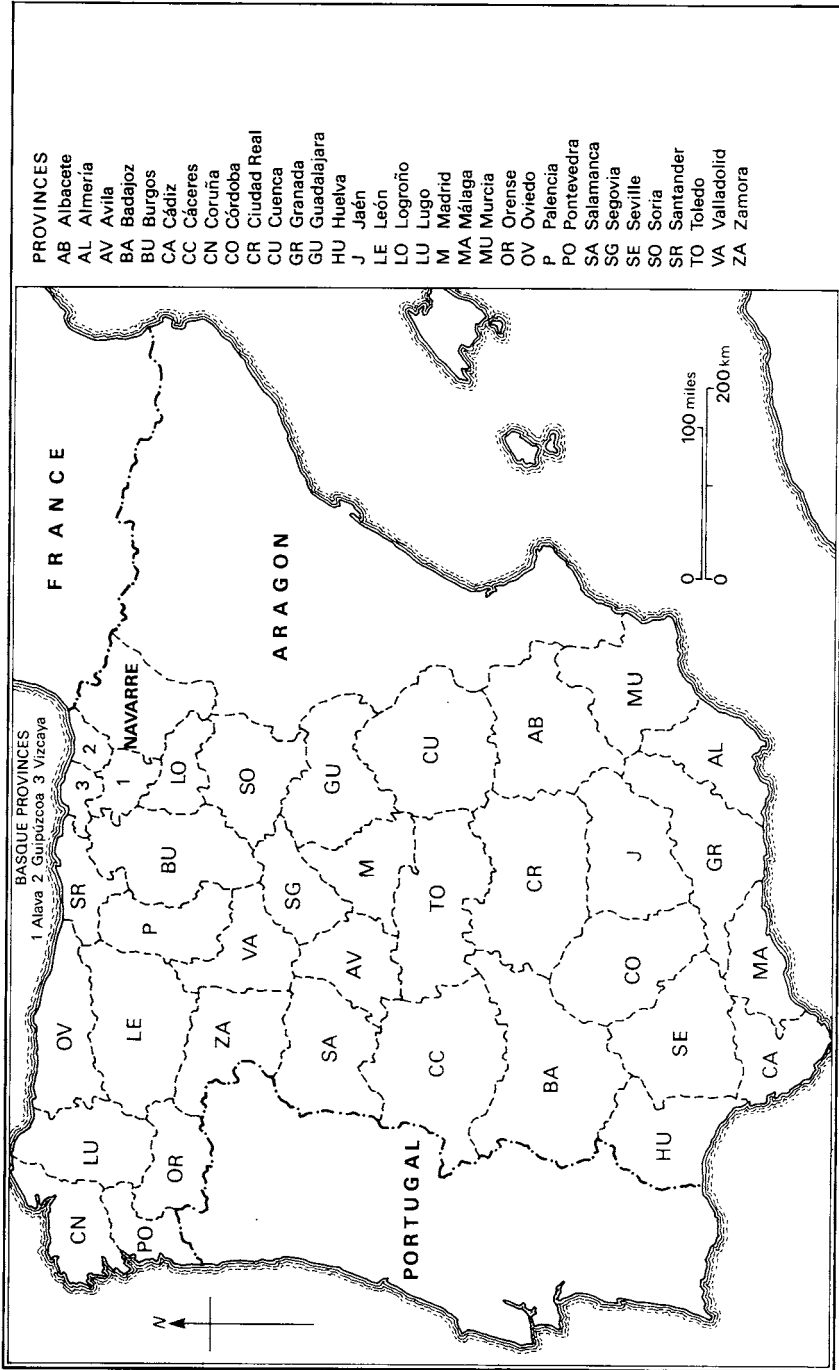 BASQUE PROVINCES
1 Alava 2 Guipúzcoa 3 Vizcaya
FRANCE
NAVARRE
ARAGON
PORTUGAL
N
CN
LU
OV
SR
3
2
1
PO
OR
LE
P
BU
LO
ZA
VA
SO
SG
SA
AV
M
GU
CC
TO
CU
BA
CR
AB
HU
SE
CO
J
MU
CA
MA
GR
AL
0 100 miles
0 200 km
PROVINCES
AB Albacete
AL Almería
AV Avila
BA Badajoz
BU Burgos
CA Cádiz
CC Cáceres
CN Coruña
CO Córdoba
CR Ciudad Real
CU Cuenca
GR Granada
GU Guadalajara
HU Huelva
J Jaén
LE León
LO Logroño
LU Lugo
M Madrid
MA Málaga
MU Murcia
OR Orense
OV Oviedo
P Palencia
PO Pontevedra
SA Salamanca
SG Segovia
SE Seville
SO Soria
SR Santander
TO Toledo
VA Valladolid
ZA Zamora